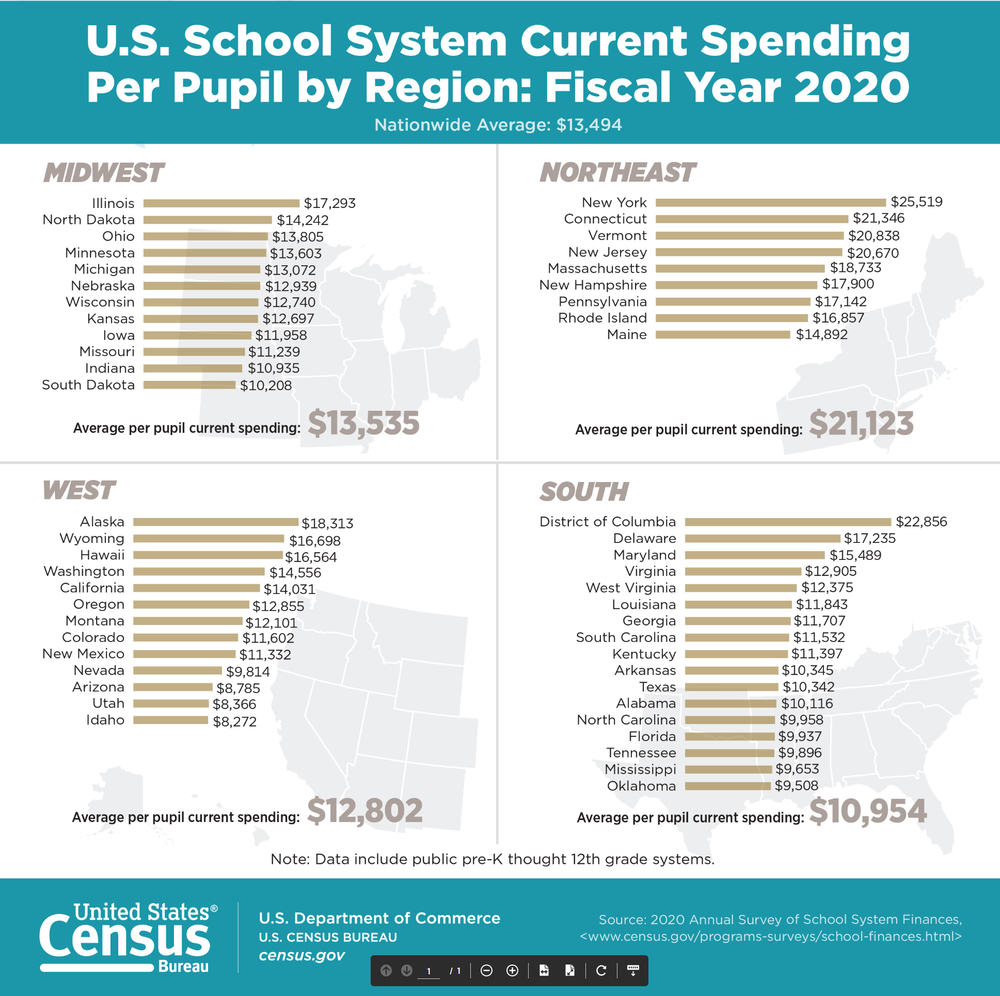 U.S. School System Current Spending
Per Pupil by Region: Fiscal Year 2020
Nationwide Average: $13,494
MIDWEST
Illinois $17,293
North Dakota $14,242
Ohio $13,805
Minnesota $13,603
Michigan $13,072
Nebraska $12,939
Wisconsin $12,740
Kansas $12,697
Iowa $11,958
Missouri $11,239
Indiana $10,935
South Dakota $10,208
Average per pupil current spending: $13,535
NORTHEAST
New York $25,519
Connecticut $21,346
Vermont $20,838
New Jersey $20,670
Massachusetts $18,733
New Hampshire $17,900
Pennsylvania $17,142
Rhode Island $16,857
Maine $14,892
Average per pupil current spending: $21,123
WEST
Alaska $18,313
Wyoming $16,698
Hawaii $16,564
Washington $14,556
California $14,031
Oregon $12,855
Montana $12,101
Colorado $11,602
New Mexico $11,332
Nevada $9,814
Arizona $8,785
Utah $8,366
Idaho $8,272
Average per pupil current spending: $12,802
SOUTH
District of Columbia $22,856
Delaware $17,235
Maryland $15,489
Virginia $12,905
West Virginia $12,375
Louisiana $11,843
Georgia $11,707
South Carolina $11,532
Kentucky $11,397
Arkansas $10,345
Texas $10,342
Alabama $10,116
North Carolina $9,958
Florida $9,937
Tennessee $9,896
Mississippi $9,653
Oklahoma $9,508
Average per pupil current spending: $10,954
Note: Data include public pre-K thought 12th grade systems.
United States®
Census
Bureau
U.S. Department of Commerce
U.S. CENSUS BUREAU
census.gov
Source: 2020 Annual Survey of School System Finances,
<www.census.gov/programs-surveys/school-finances.html>
1 / 1